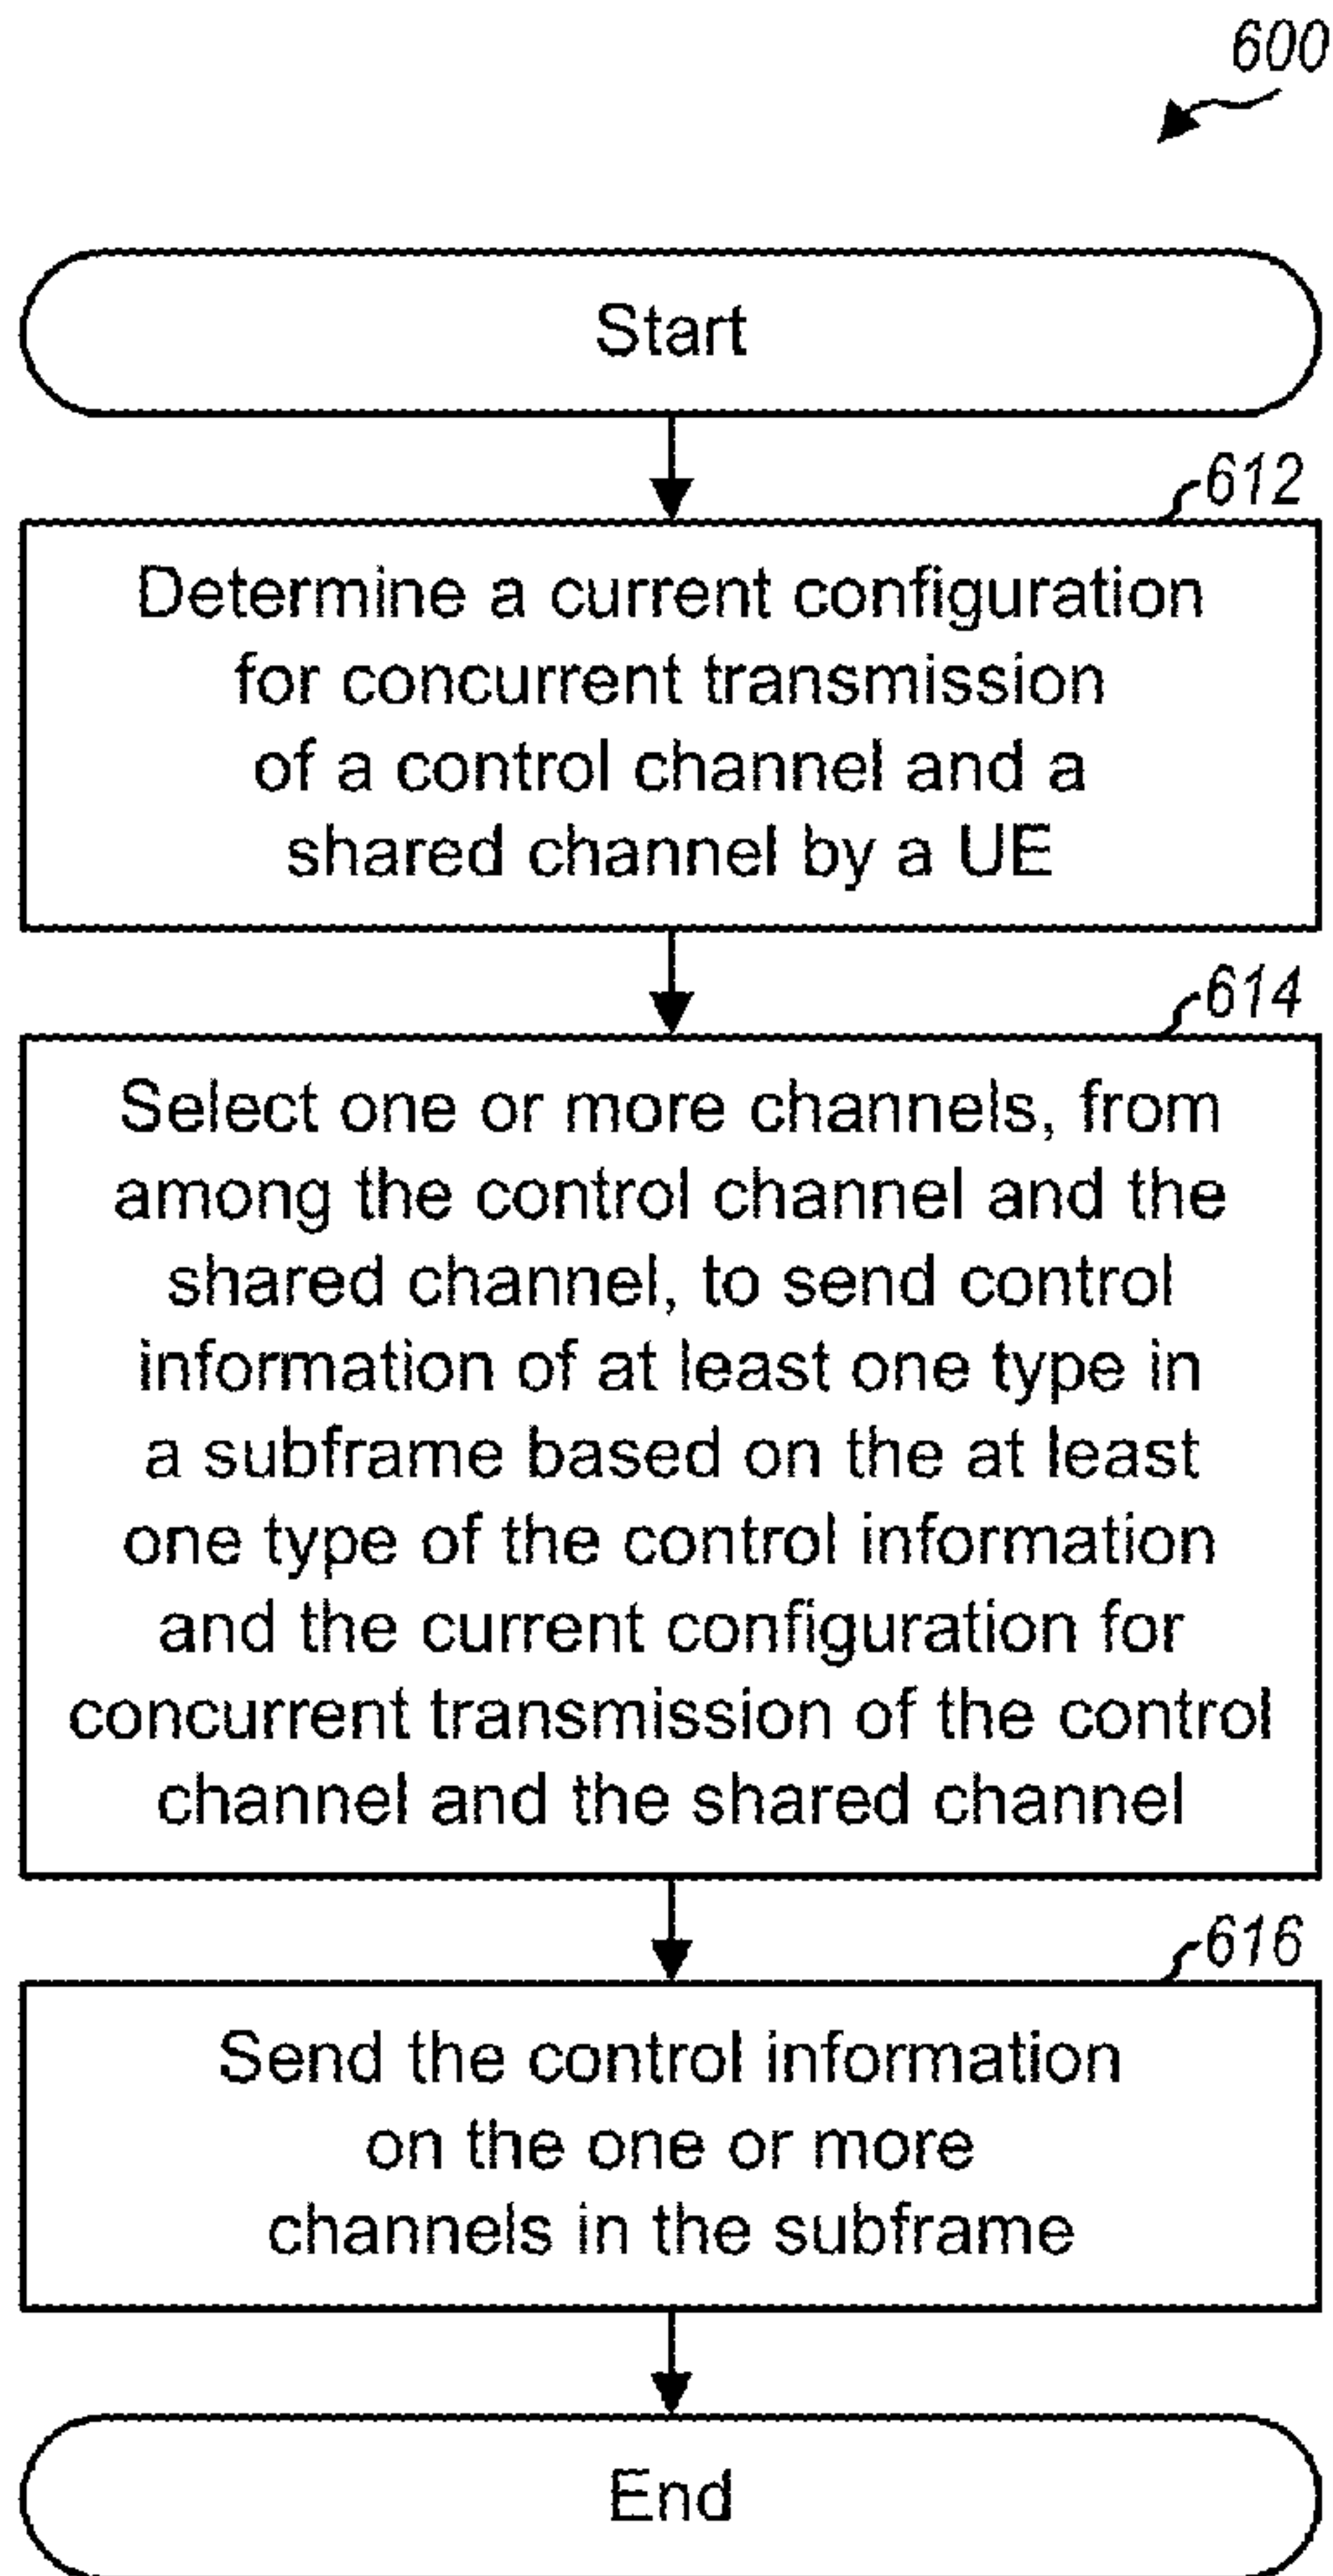 600
Start
612
Determine a current configuration
for concurrent transmission
of a control channel and a
shared channel by a UE
614
Select one or more channels, from
among the control channel and the
shared channel, to send control
information of at least one type in
a subframe based on the at least
one type of the control information
and the current configuration for
concurrent transmission of the control
channel and the shared channel
616
Send the control information
on the one or more
channels in the subframe
End